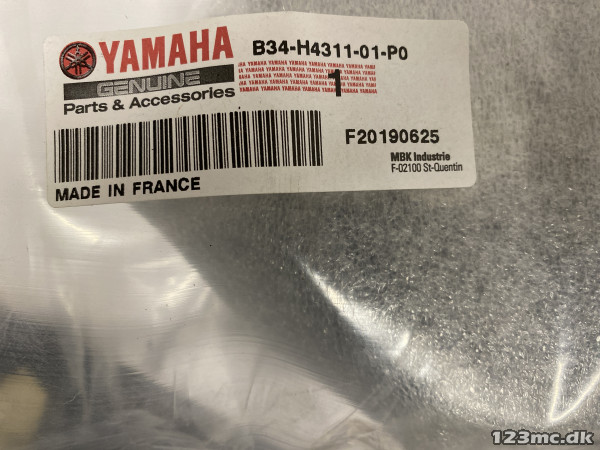 YAMAHA
GENUINE
Parts & Accessories
B34-H4311-01-P0
1
F20190625
MBK Industrie
F-02100 St-Quentin
MADE IN FRANCE
www.123mc.dk